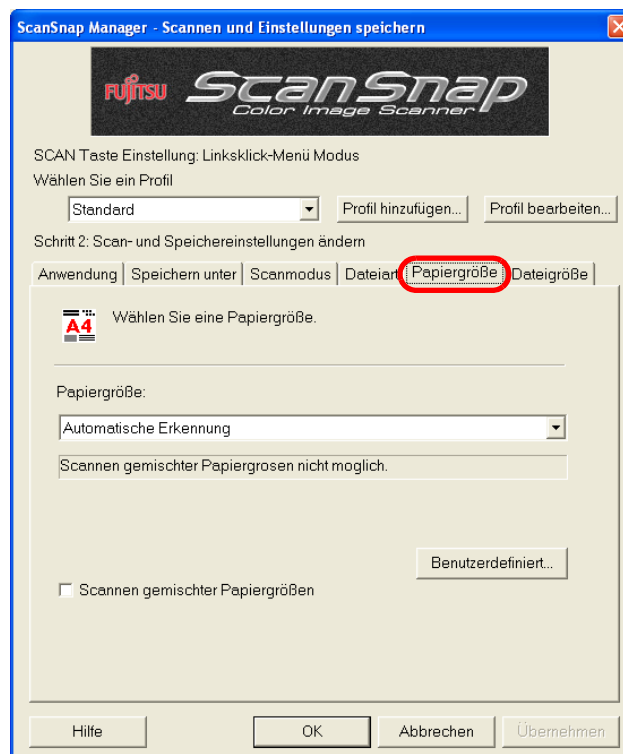 ScanSnap Manager - Scannen und Einstellungen speichern
FUJITSU ScanSnap
Color Image Scanner
SCAN Taste Einstellung: Linksklick-Menü Modus
Wählen Sie ein Profil
Standard Profil hinzufügen... Profil bearbeiten...
Schritt 2: Scan- und Speichereinstellungen ändern
Anwendung Speichern unter Scanmodus Dateiart Papiergröße Dateigröße
A4 Wählen Sie eine Papiergröße.
Papiergröße:
Automatische Erkennung
Scannen gemischter Papiergrosen nicht moglich.
Benutzerdefiniert...
Scannen gemischter Papiergrößen
Hilfe OK Abbrechen Übernehmen